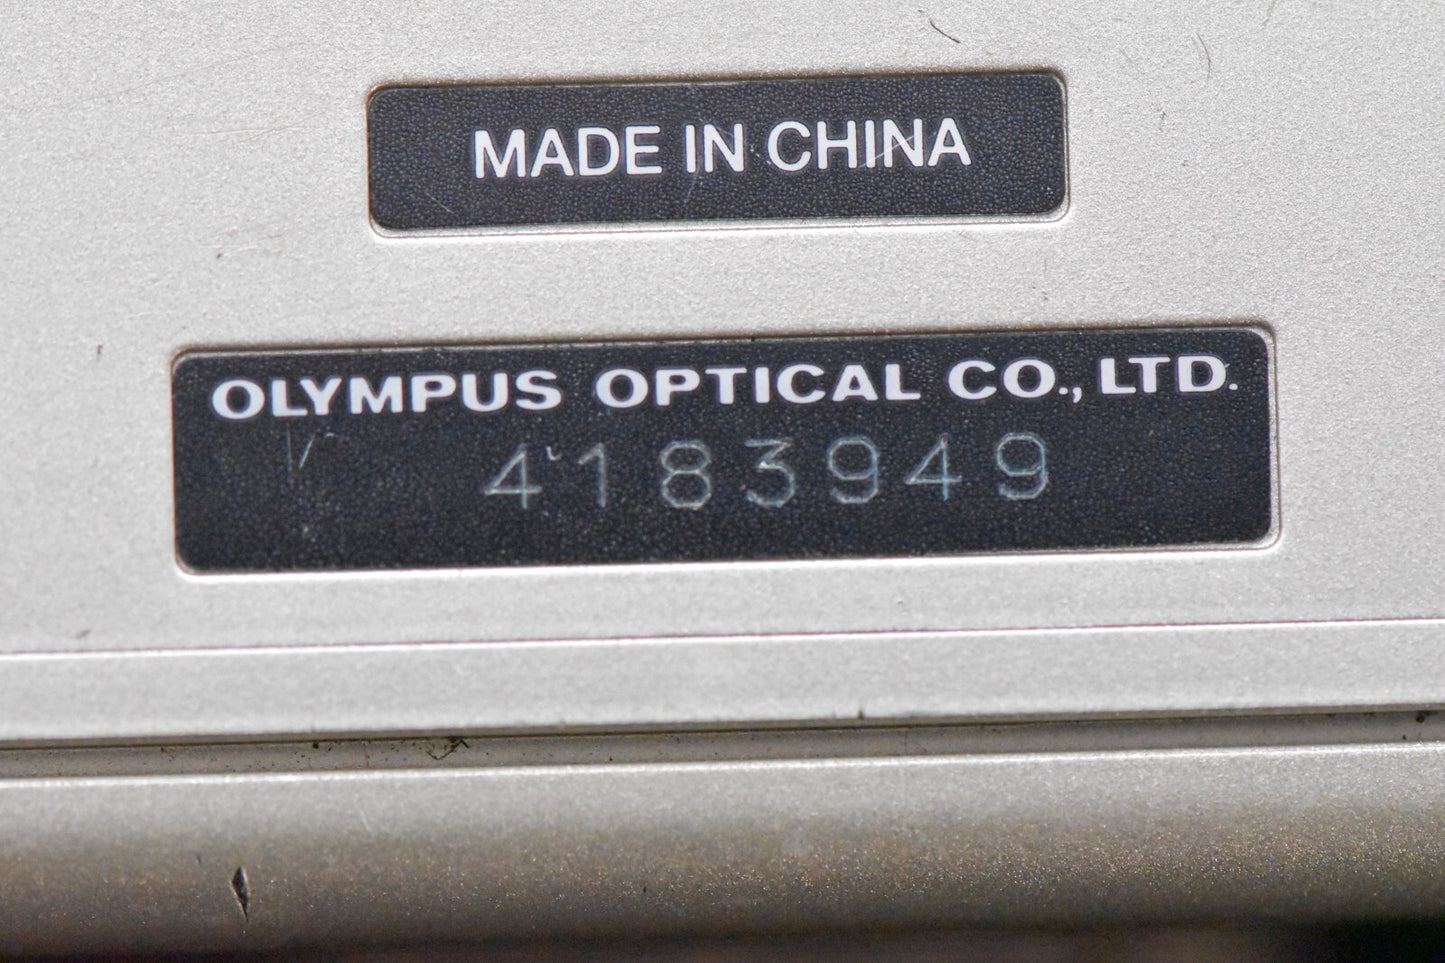 MADE IN CHINA
OLYMPUS OPTICAL CO., LTD.
4183949